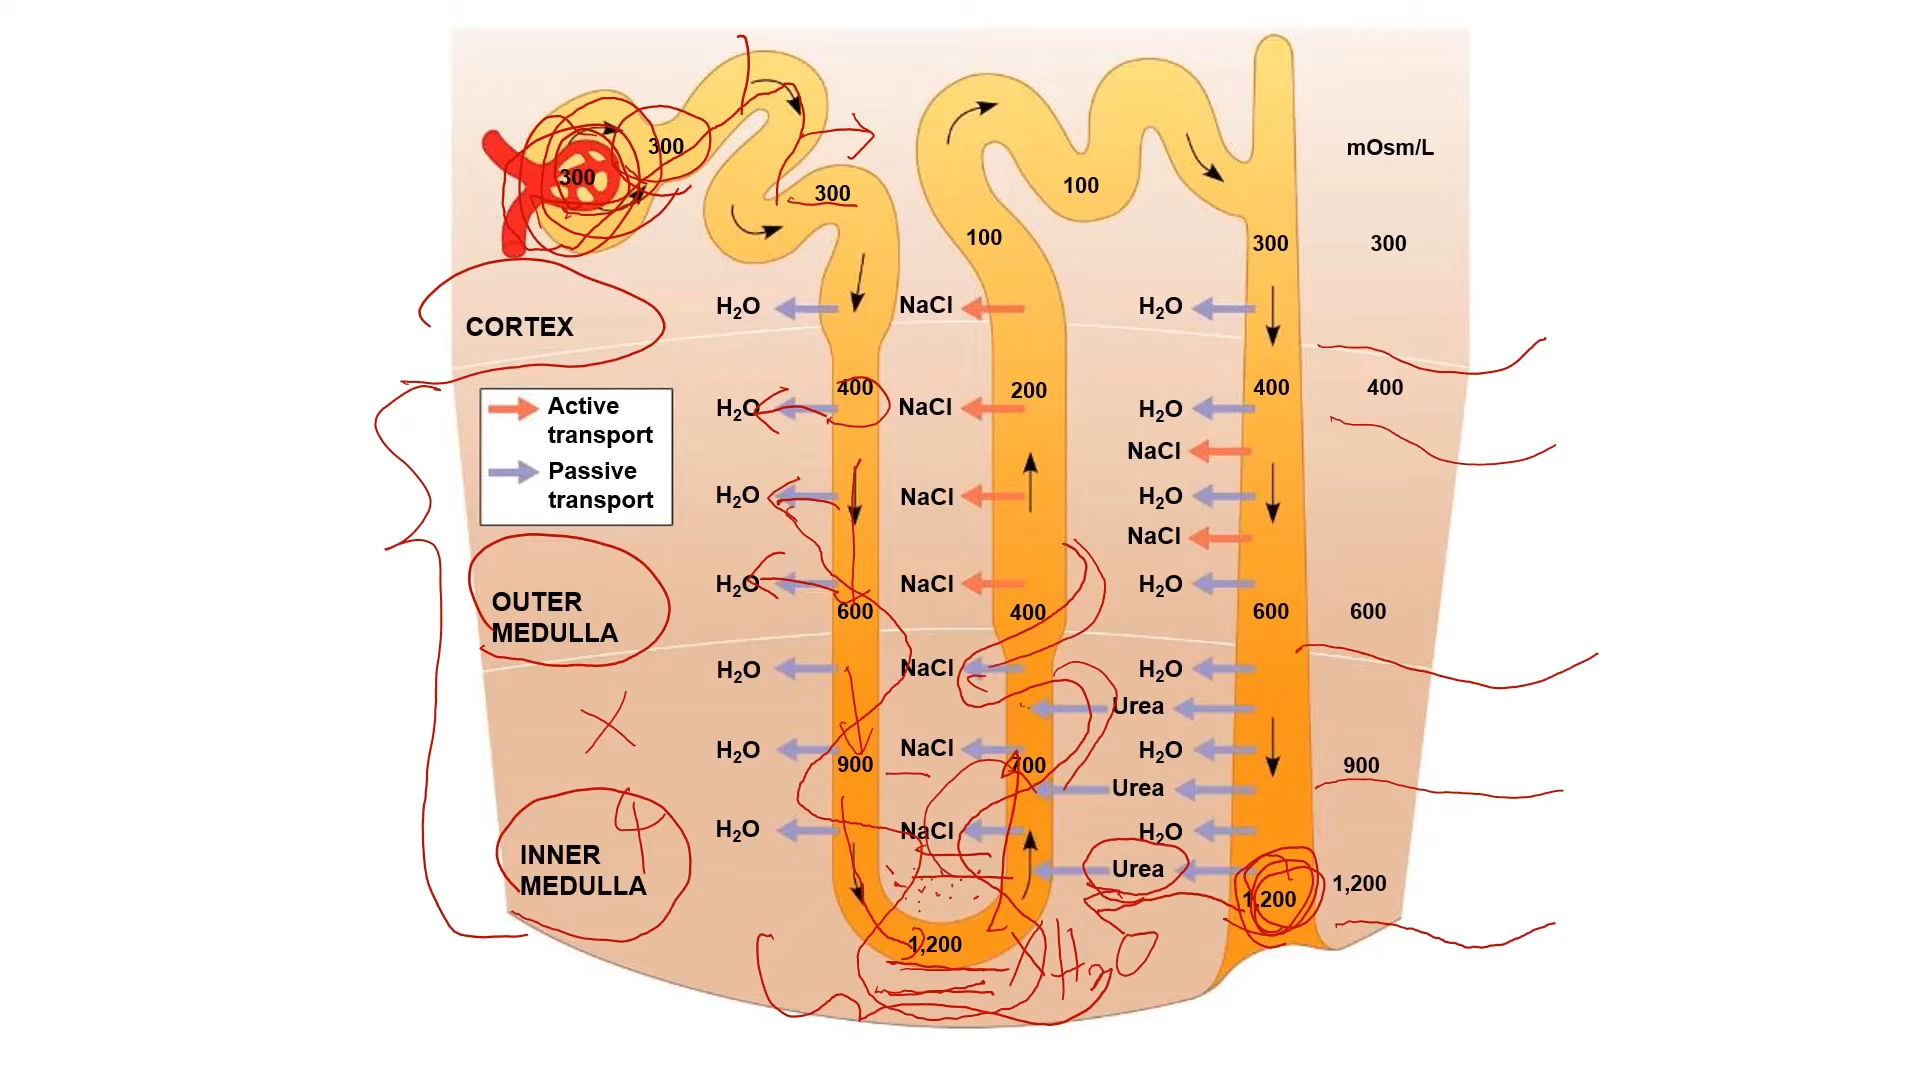 mOsm/L
300
300
300
100
100
300
300
CORTEX
H₂O
NaCl
H₂O
Active
transport
Passive
transport
400
200
400
400
H₂O
NaCl
H₂O
NaCl
H₂O
NaCl
H₂O
NaCl
H₂O
NaCl
H₂O
OUTER
MEDULLA
600
400
600
600
H₂O
NaCl
H₂O
Urea
H₂O
NaCl
H₂O
900
700
900
Urea
H₂O
NaCl
H₂O
INNER
MEDULLA
Urea
1,200
1,200
1,200
H₂O